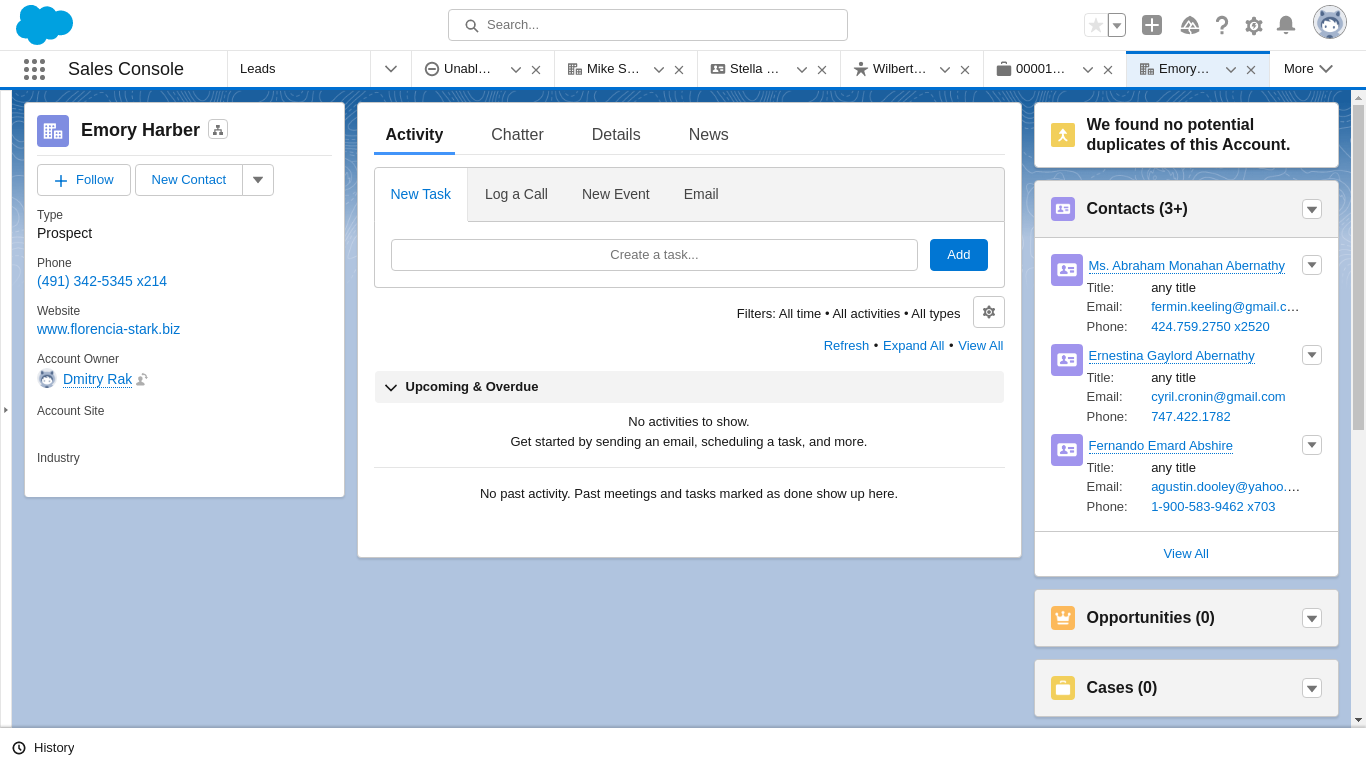 Search...
Sales Console
Leads
Unabl…
Mike S…
Stella …
Wilbert…
00001…
Emory…
More
Emory Harber
Follow
New Contact
Type
Prospect
Phone
(491) 342-5345 x214
Website
www.florencia-stark.biz
Account Owner
Dmitry Rak
Account Site
Industry
Activity
Chatter
Details
News
New Task
Log a Call
New Event
Email
Create a task...
Add
Filters: All time • All activities • All types
Refresh • Expand All • View All
Upcoming & Overdue
No activities to show.
Get started by sending an email, scheduling a task, and more.
No past activity. Past meetings and tasks marked as done show up here.
We found no potential
duplicates of this Account.
Contacts (3+)
Ms. Abraham Monahan Abernathy
Title: any title
Email: fermin.keeling@gmail.c…
Phone: 424.759.2750 x2520
Ernestina Gaylord Abernathy
Title: any title
Email: cyril.cronin@gmail.com
Phone: 747.422.1782
Fernando Emard Abshire
Title: any title
Email: agustin.dooley@yahoo.…
Phone: 1-900-583-9462 x703
View All
Opportunities (0)
Cases (0)
History